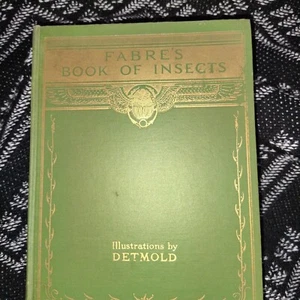 FABRE'S
BOOK OF INSECTS
Illustrations by
DETMOLD